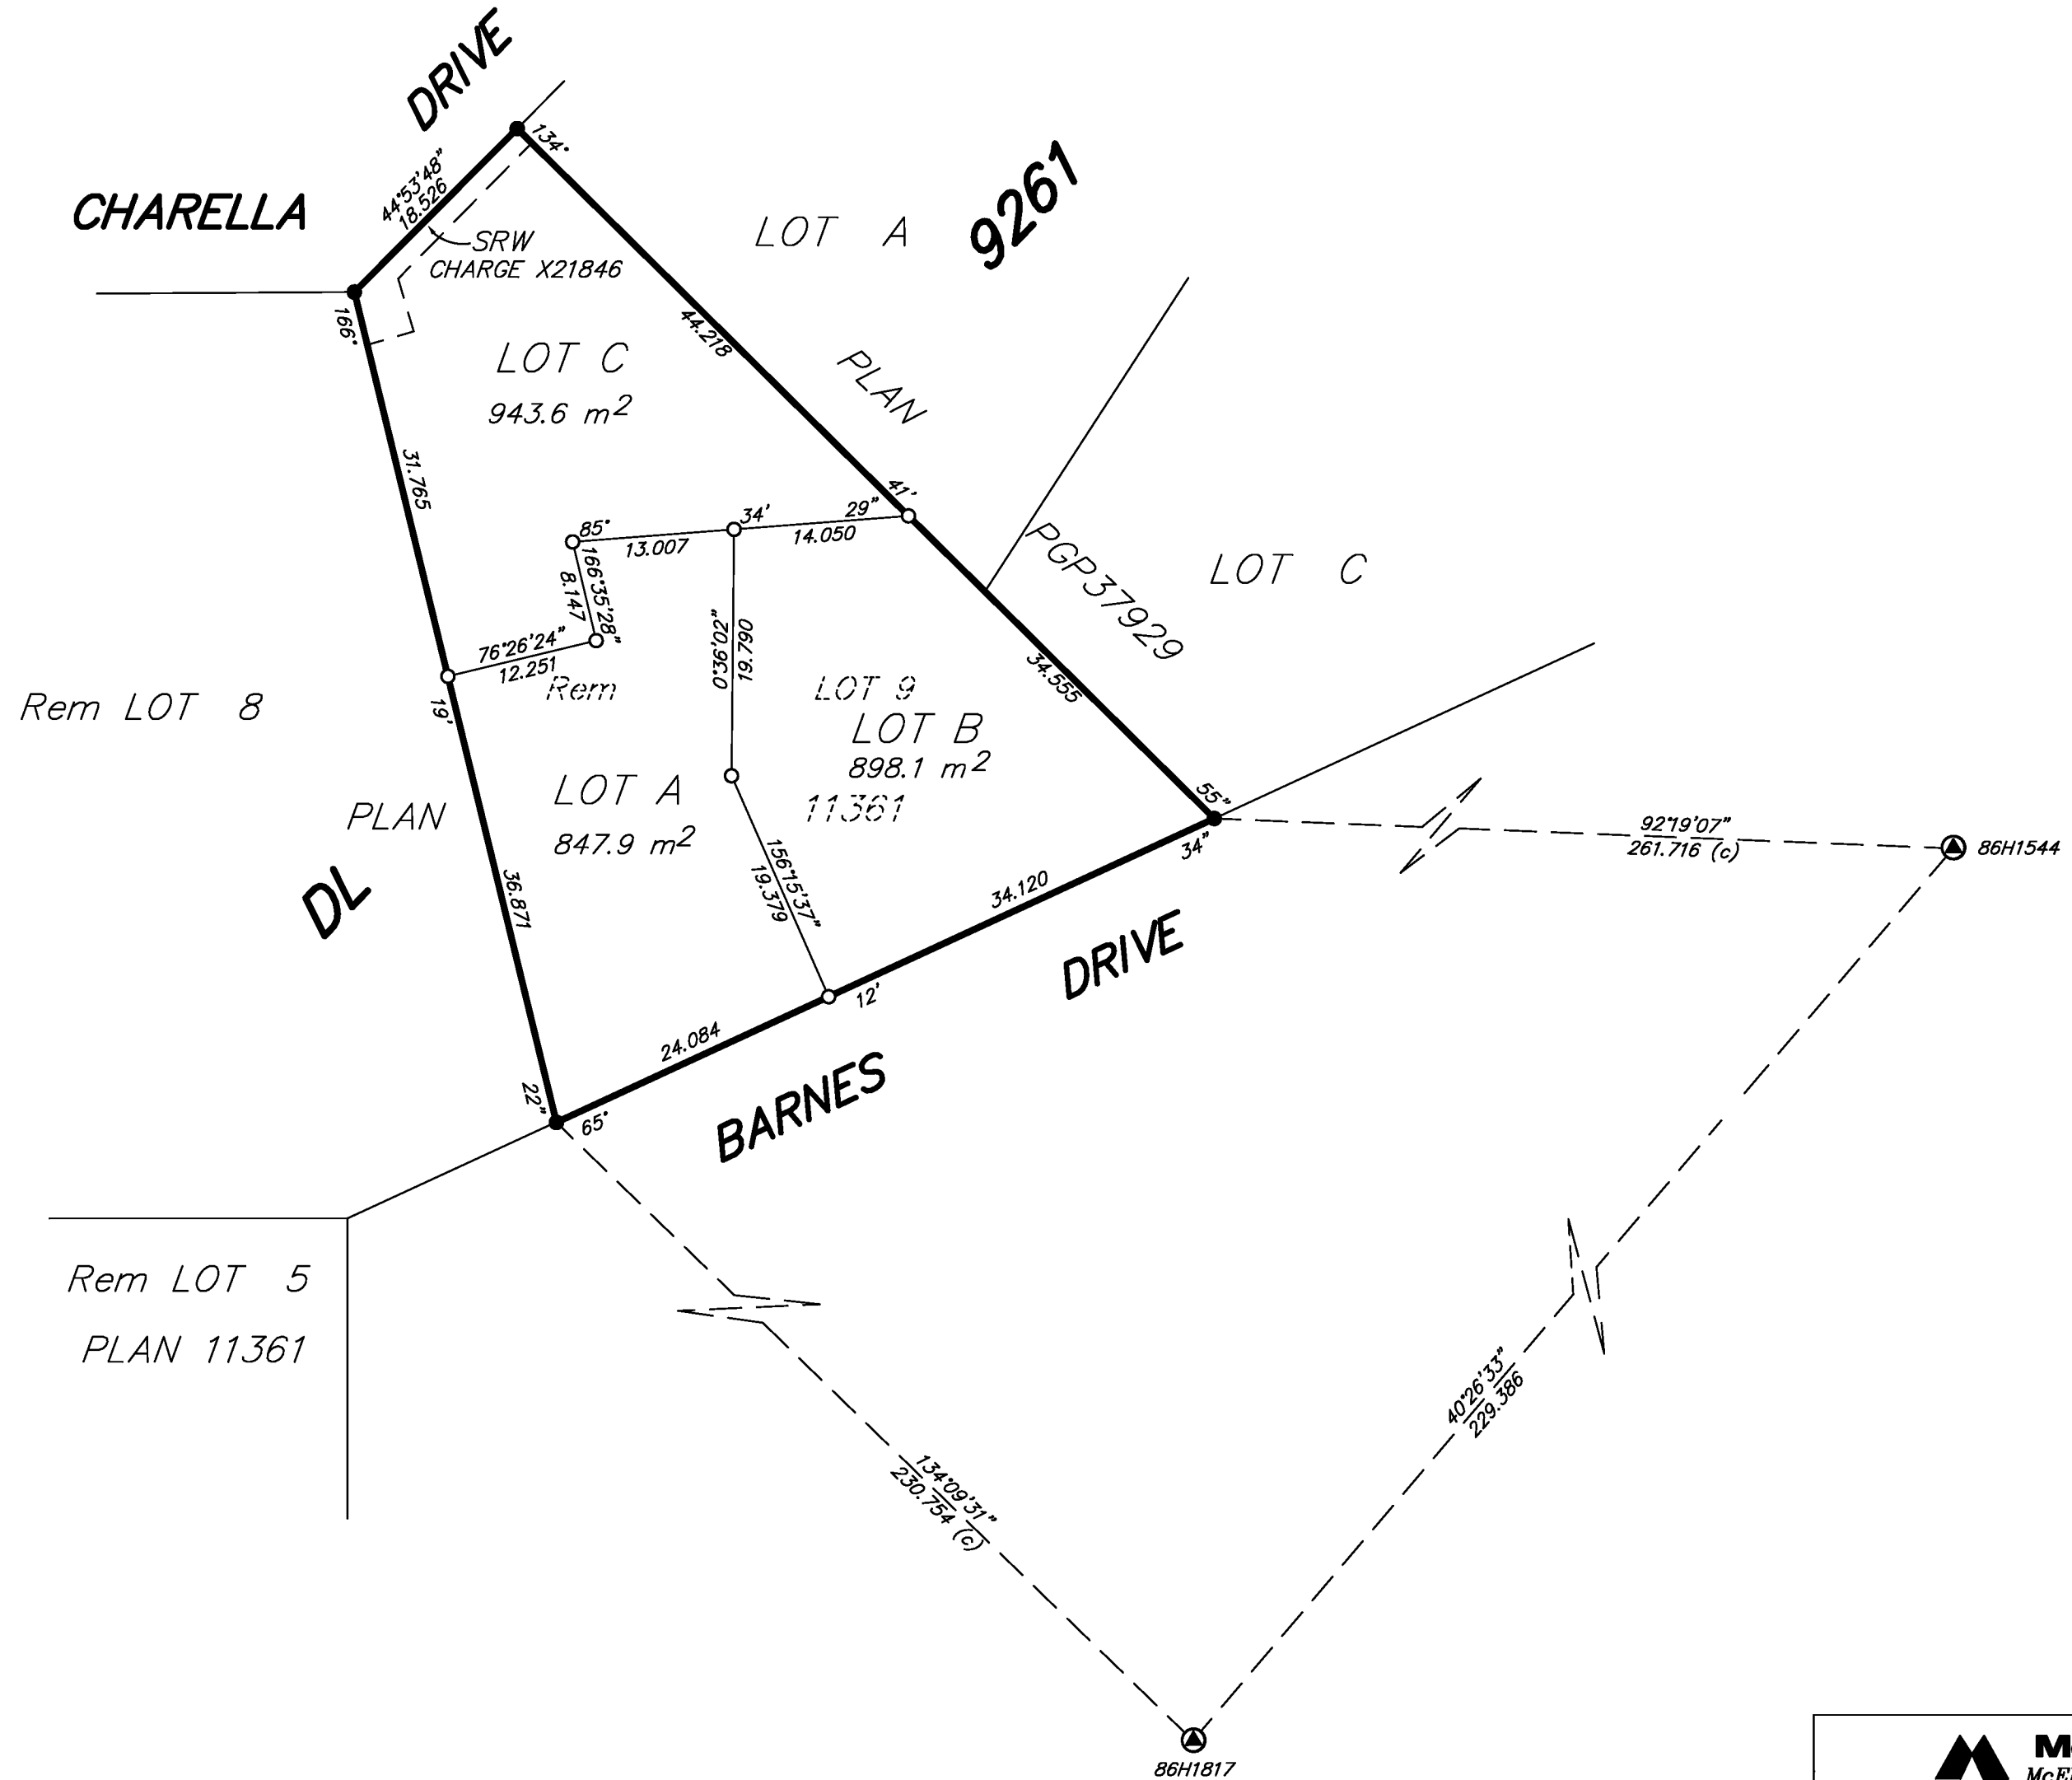 DRIVE
134°
44°53'48"
18.526
CHARELLA
9261
LOT A
SRW
CHARGE X21846
166°
44.218
LOT C
943.6 m2
PLAN
31.765
41'
29"
34'
85°
14.050
13.007
PGP37929
LOT C
166°35'28"
8.147
0°36'02"
19.790
76°26'24"
12.251
Rem
LOT 9
34.555
Rem LOT 8
19'
LOT B
898.1 m2
LOT A
11361
55"
PLAN
847.9 m2
34"
92°19'07"
261.716 (c)
86H1544
156°15'37"
19.379
DL
36.871
34.120
DRIVE
12'
24.084
22"
65°
BARNES
Rem LOT 5
PLAN 11361
40°26'33"
229.386
134°09'31"
230.754 (c)
86H1817